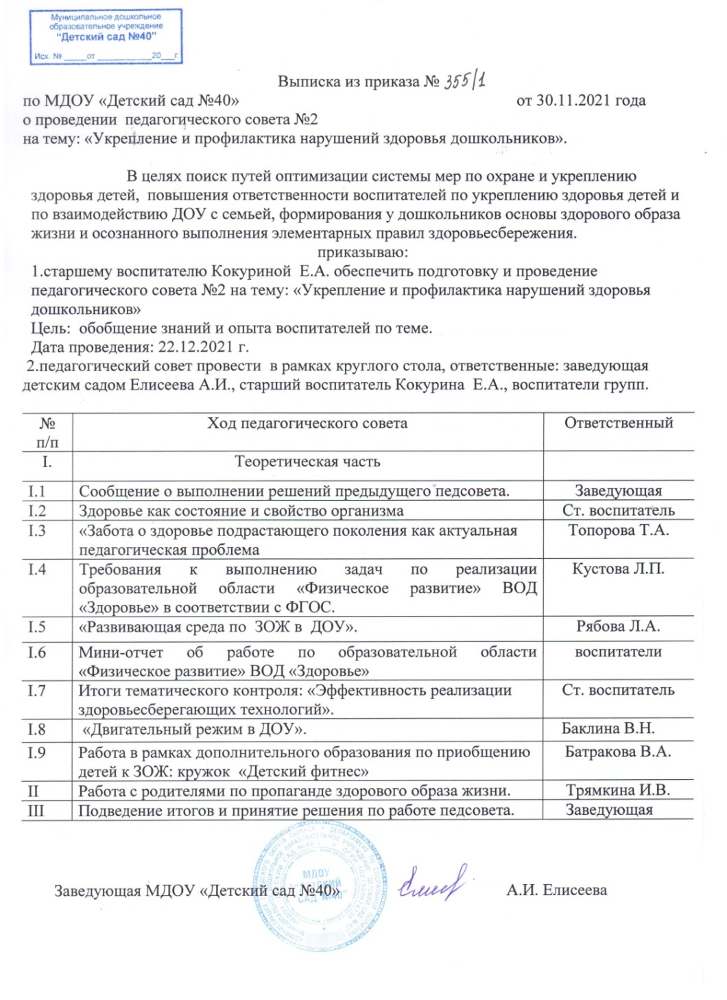 Муниципальное дошкольное
образовательное учреждение
"Детский сад №40"
Исх. № _____от ____________20___г.
Выписка из приказа № 355/1
по МДОУ «Детский сад №40» от 30.11.2021 года
о проведении педагогического совета №2
на тему: «Укрепление и профилактика нарушений здоровья дошкольников».
В целях поиск путей оптимизации системы мер по охране и укреплению
здоровья детей, повышения ответственности воспитателей по укреплению здоровья детей и
по взаимодействию ДОУ с семьей, формирования у дошкольников основы здорового образа
жизни и осознанного выполнения элементарных правил здоровьесбережения.
приказываю:
1.старшему воспитателю Кокуриной Е.А. обеспечить подготовку и проведение
педагогического совета №2 на тему: «Укрепление и профилактика нарушений здоровья
дошкольников»
Цель: обобщение знаний и опыта воспитателей по теме.
Дата проведения: 22.12.2021 г.
2.педагогический совет провести в рамках круглого стола, ответственные: заведующая
детским садом Елисеева А.И., старший воспитатель Кокурина Е.А., воспитатели групп.
№ Ход педагогического совета Ответственный
п/п
I. Теоретическая часть
I.1 Сообщение о выполнении решений предыдущего педсовета. Заведующая
I.2 Здоровье как состояние и свойство организма Ст. воспитатель
I.3 «Забота о здоровье подрастающего поколения как актуальная Топорова Т.А.
педагогическая проблема
I.4 Требования к выполнению задач по реализации Кустова Л.П.
образовательной области «Физическое развитие» ВОД
«Здоровье» в соответствии с ФГОС.
I.5 «Развивающая среда по ЗОЖ в ДОУ». Рябова Л.А.
I.6 Мини-отчет об работе по образовательной области воспитатели
«Физическое развитие» ВОД «Здоровье»
I.7 Итоги тематического контроля: «Эффективность реализации Ст. воспитатель
здоровьесберегающих технологий».
I.8 «Двигательный режим в ДОУ». Баклина В.Н.
I.9 Работа в рамках дополнительного образования по приобщению Батракова В.А.
детей к ЗОЖ: кружок «Детский фитнес»
II Работа с родителями по пропаганде здорового образа жизни. Трямкина И.В.
III Подведение итогов и принятие решения по работе педсовета. Заведующая
МДОУ
"ДЕТСКИЙ
САД №40"
Заведующая МДОУ «Детский сад №40» А.И. Елисеева